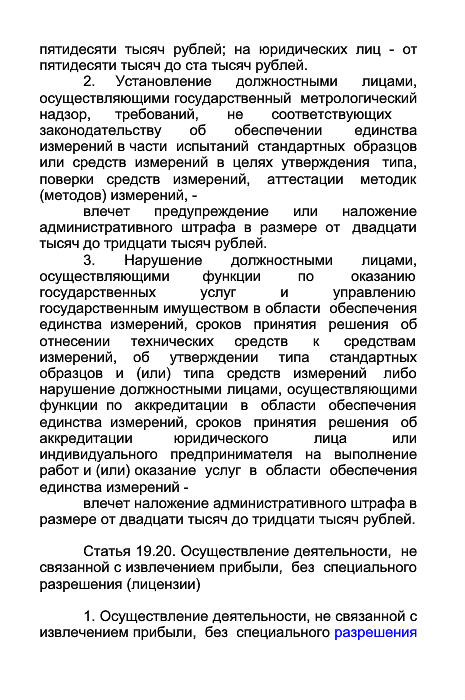 пятидесяти тысяч рублей; на юридических лиц - от
пятидесяти тысяч до ста тысяч рублей.
2. Установление должностными лицами,
осуществляющими государственный метрологический
надзор, требований, не соответствующих
законодательству об обеспечении единства
измерений в части испытаний стандартных образцов
или средств измерений в целях утверждения типа,
поверки средств измерений, аттестации методик
(методов) измерений, -
влечет предупреждение или наложение
административного штрафа в размере от двадцати
тысяч до тридцати тысяч рублей.
3. Нарушение должностными лицами,
осуществляющими функции по оказанию
государственных услуг и управлению
государственным имуществом в области обеспечения
единства измерений, сроков принятия решения об
отнесении технических средств к средствам
измерений, об утверждении типа стандартных
образцов и (или) типа средств измерений либо
нарушение должностными лицами, осуществляющими
функции по аккредитации в области обеспечения
единства измерений, сроков принятия решения об
аккредитации юридического лица или
индивидуального предпринимателя на выполнение
работ и (или) оказание услуг в области обеспечения
единства измерений -
влечет наложение административного штрафа в
размере от двадцати тысяч до тридцати тысяч рублей.
Статья 19.20. Осуществление деятельности, не
связанной с извлечением прибыли, без специального
разрешения (лицензии)
1. Осуществление деятельности, не связанной с
извлечением прибыли, без специального разрешения